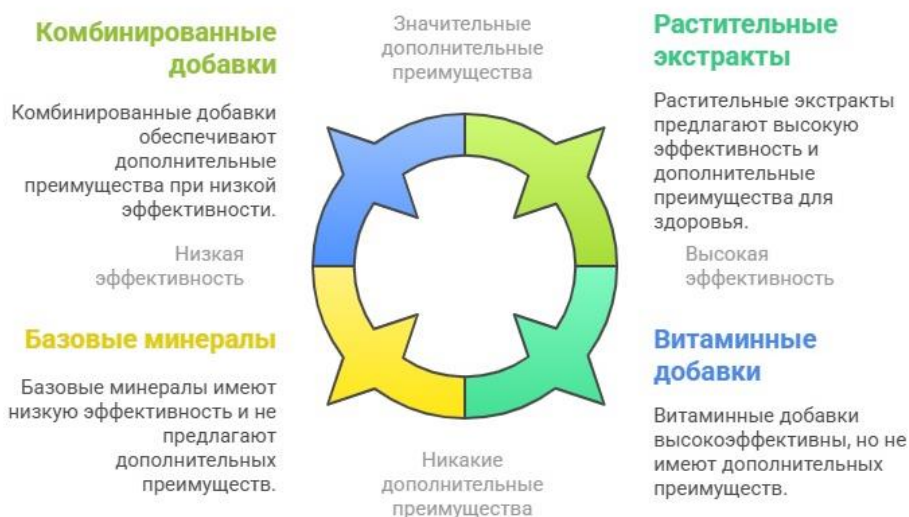 Комбинированные
добавки
Комбинированные добавки
обеспечивают
дополнительные
преимущества при низкой
эффективности.
Значительные
дополнительные
преимущества
Растительные
экстракты
Растительные экстракты
предлагают высокую
эффективность и
дополнительные
преимущества для
здоровья.
Низкая
эффективность
Высокая
эффективность
Базовые минералы
Базовые минералы имеют
низкую эффективность и не
предлагают
дополнительных
преимуществ.
Никакие
дополнительные
преимущества
Витаминные
добавки
Витаминные добавки
высокоэффективны, но не
имеют дополнительных
преимуществ.